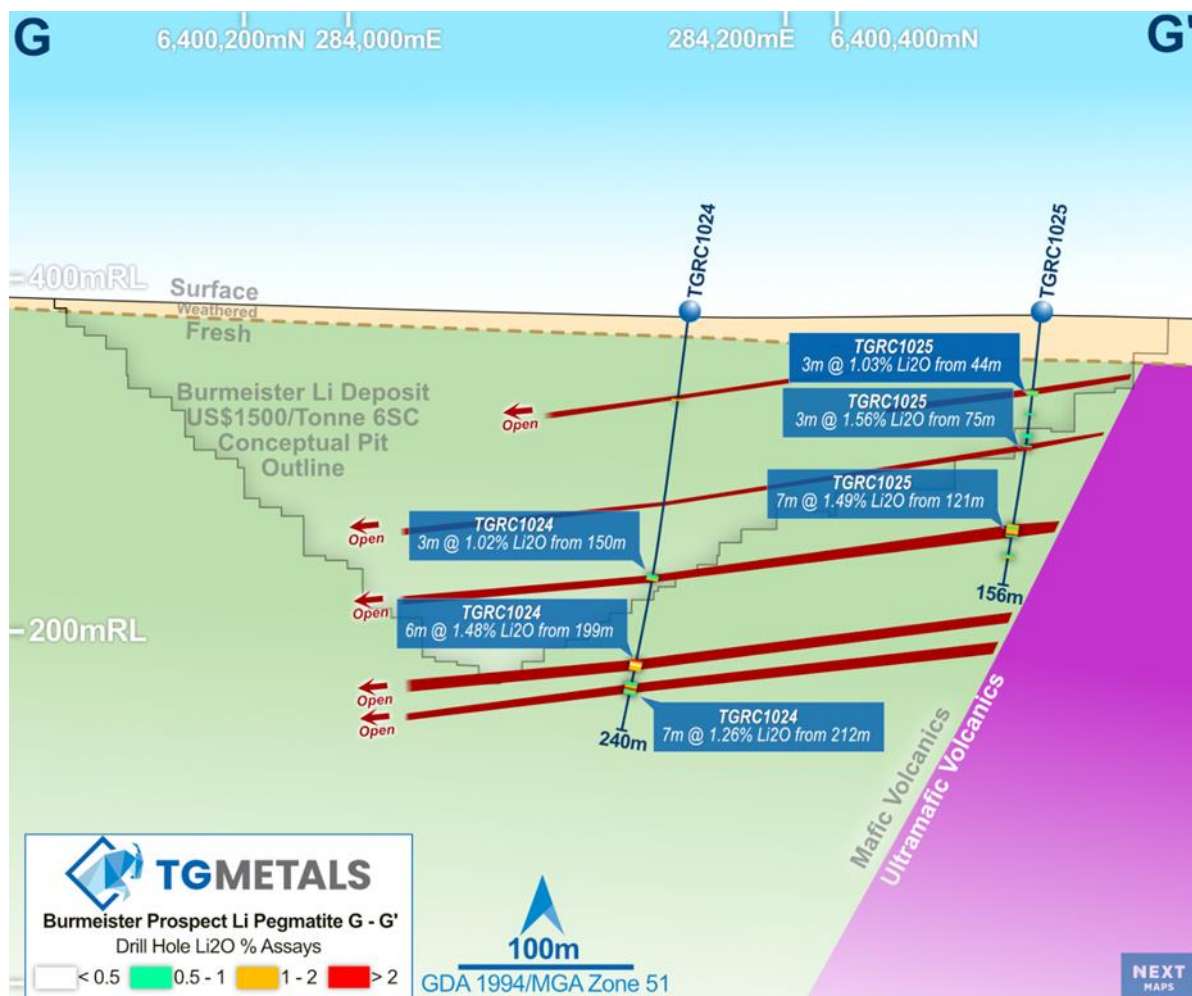 G
6,400,200mN 284,000mE
284,200mE 6,400,400mN
G'
TGRC1024
TGRC1025
400mRL
Surface
Weathered
Fresh
Burmeister Li Deposit
US$1500/Tonne 6SC
Conceptual Pit
Outline
TGRC1025
3m @ 1.03% Li2O from 44m
TGRC1025
3m @ 1.56% Li2O from 75m
TGRC1025
7m @ 1.49% Li2O from 121m
Open
Open
TGRC1024
3m @ 1.02% Li2O from 150m
Open
156m
TGRC1024
6m @ 1.48% Li2O from 199m
200mRL
Open
Open
TGRC1024
7m @ 1.26% Li2O from 212m
240m
Mafic Volcanics
Ultramafic Volcanics
TGMETALS
Burmeister Prospect Li Pegmatite G - G'
Drill Hole Li2O % Assays
< 0.5 0.5 - 1 1 - 2 > 2
100m
GDA 1994/MGA Zone 51
NEXT
MAPS